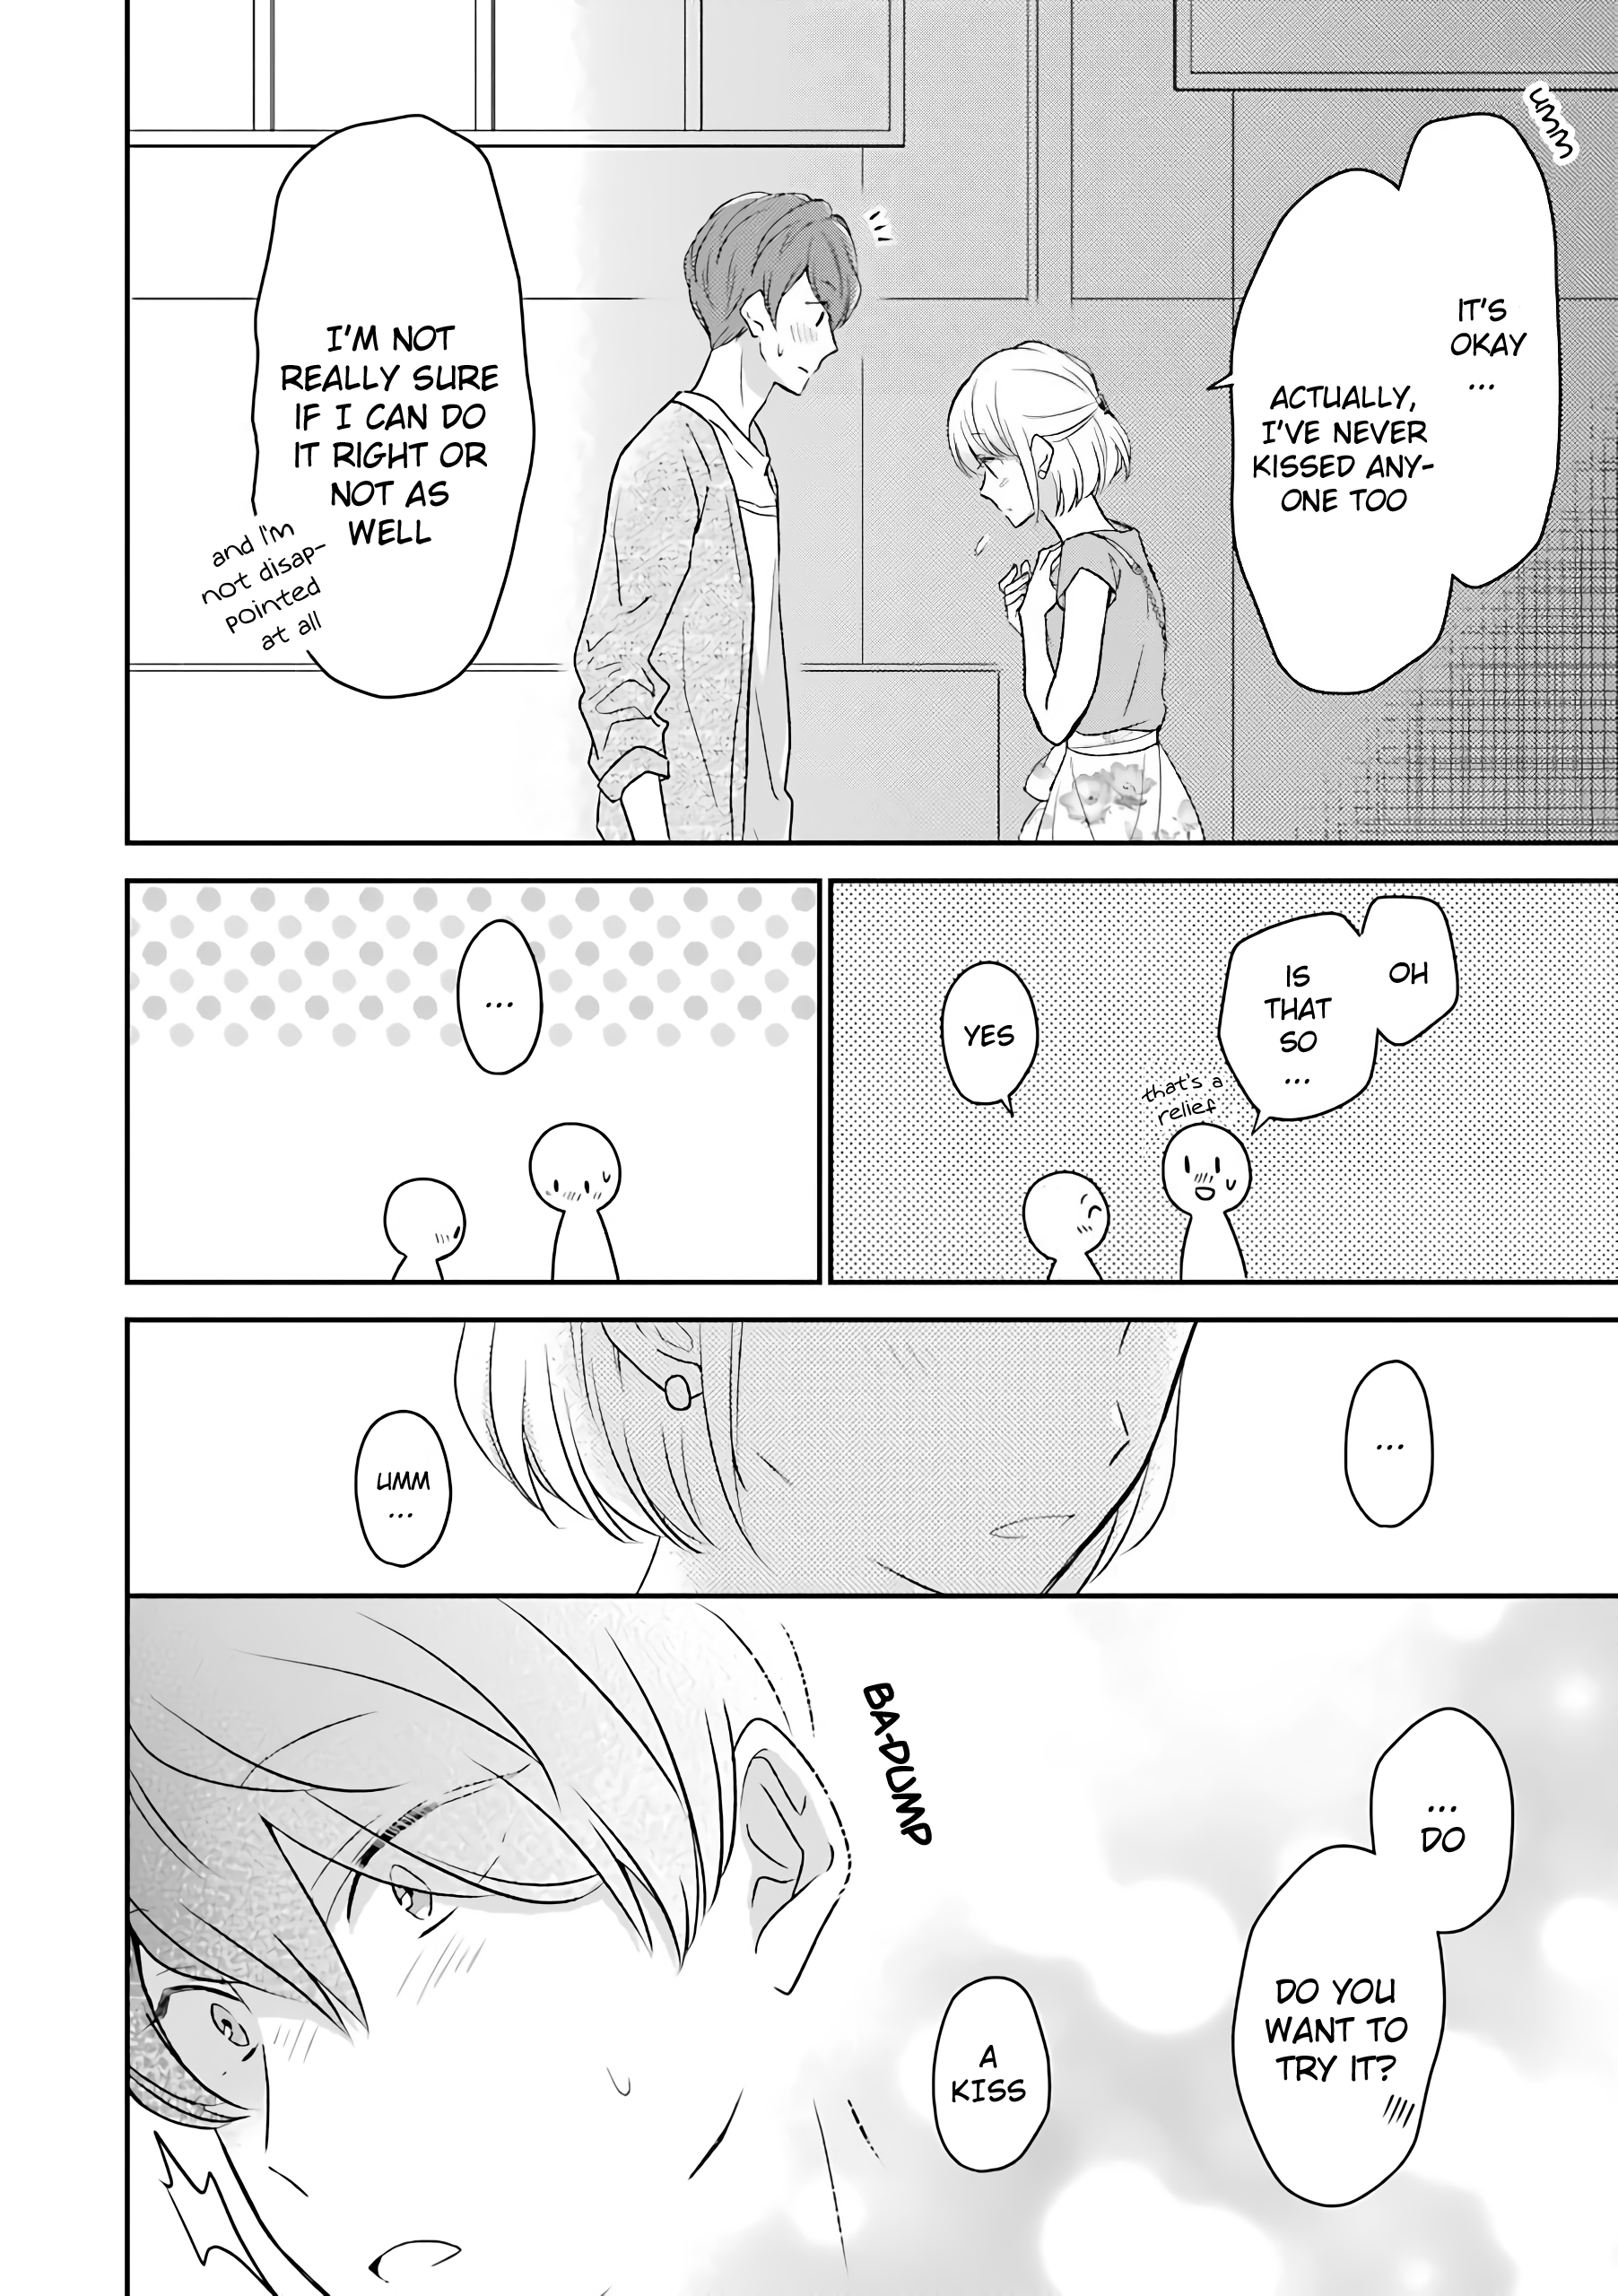 umm
IT'S
OKAY
...
ACTUALLY,
I'VE NEVER
KISSED ANY-
ONE TOO
I'M NOT
REALLY SURE
IF I CAN DO
IT RIGHT OR
NOT AS
WELL
and I'm
not disap-
pointed
at all
OH
IS
THAT
SO
...
that's a
relief
YES
...
...
UMM
...
...
DO
DO YOU
WANT TO
TRY IT?
A
KISS
BA-DUMP